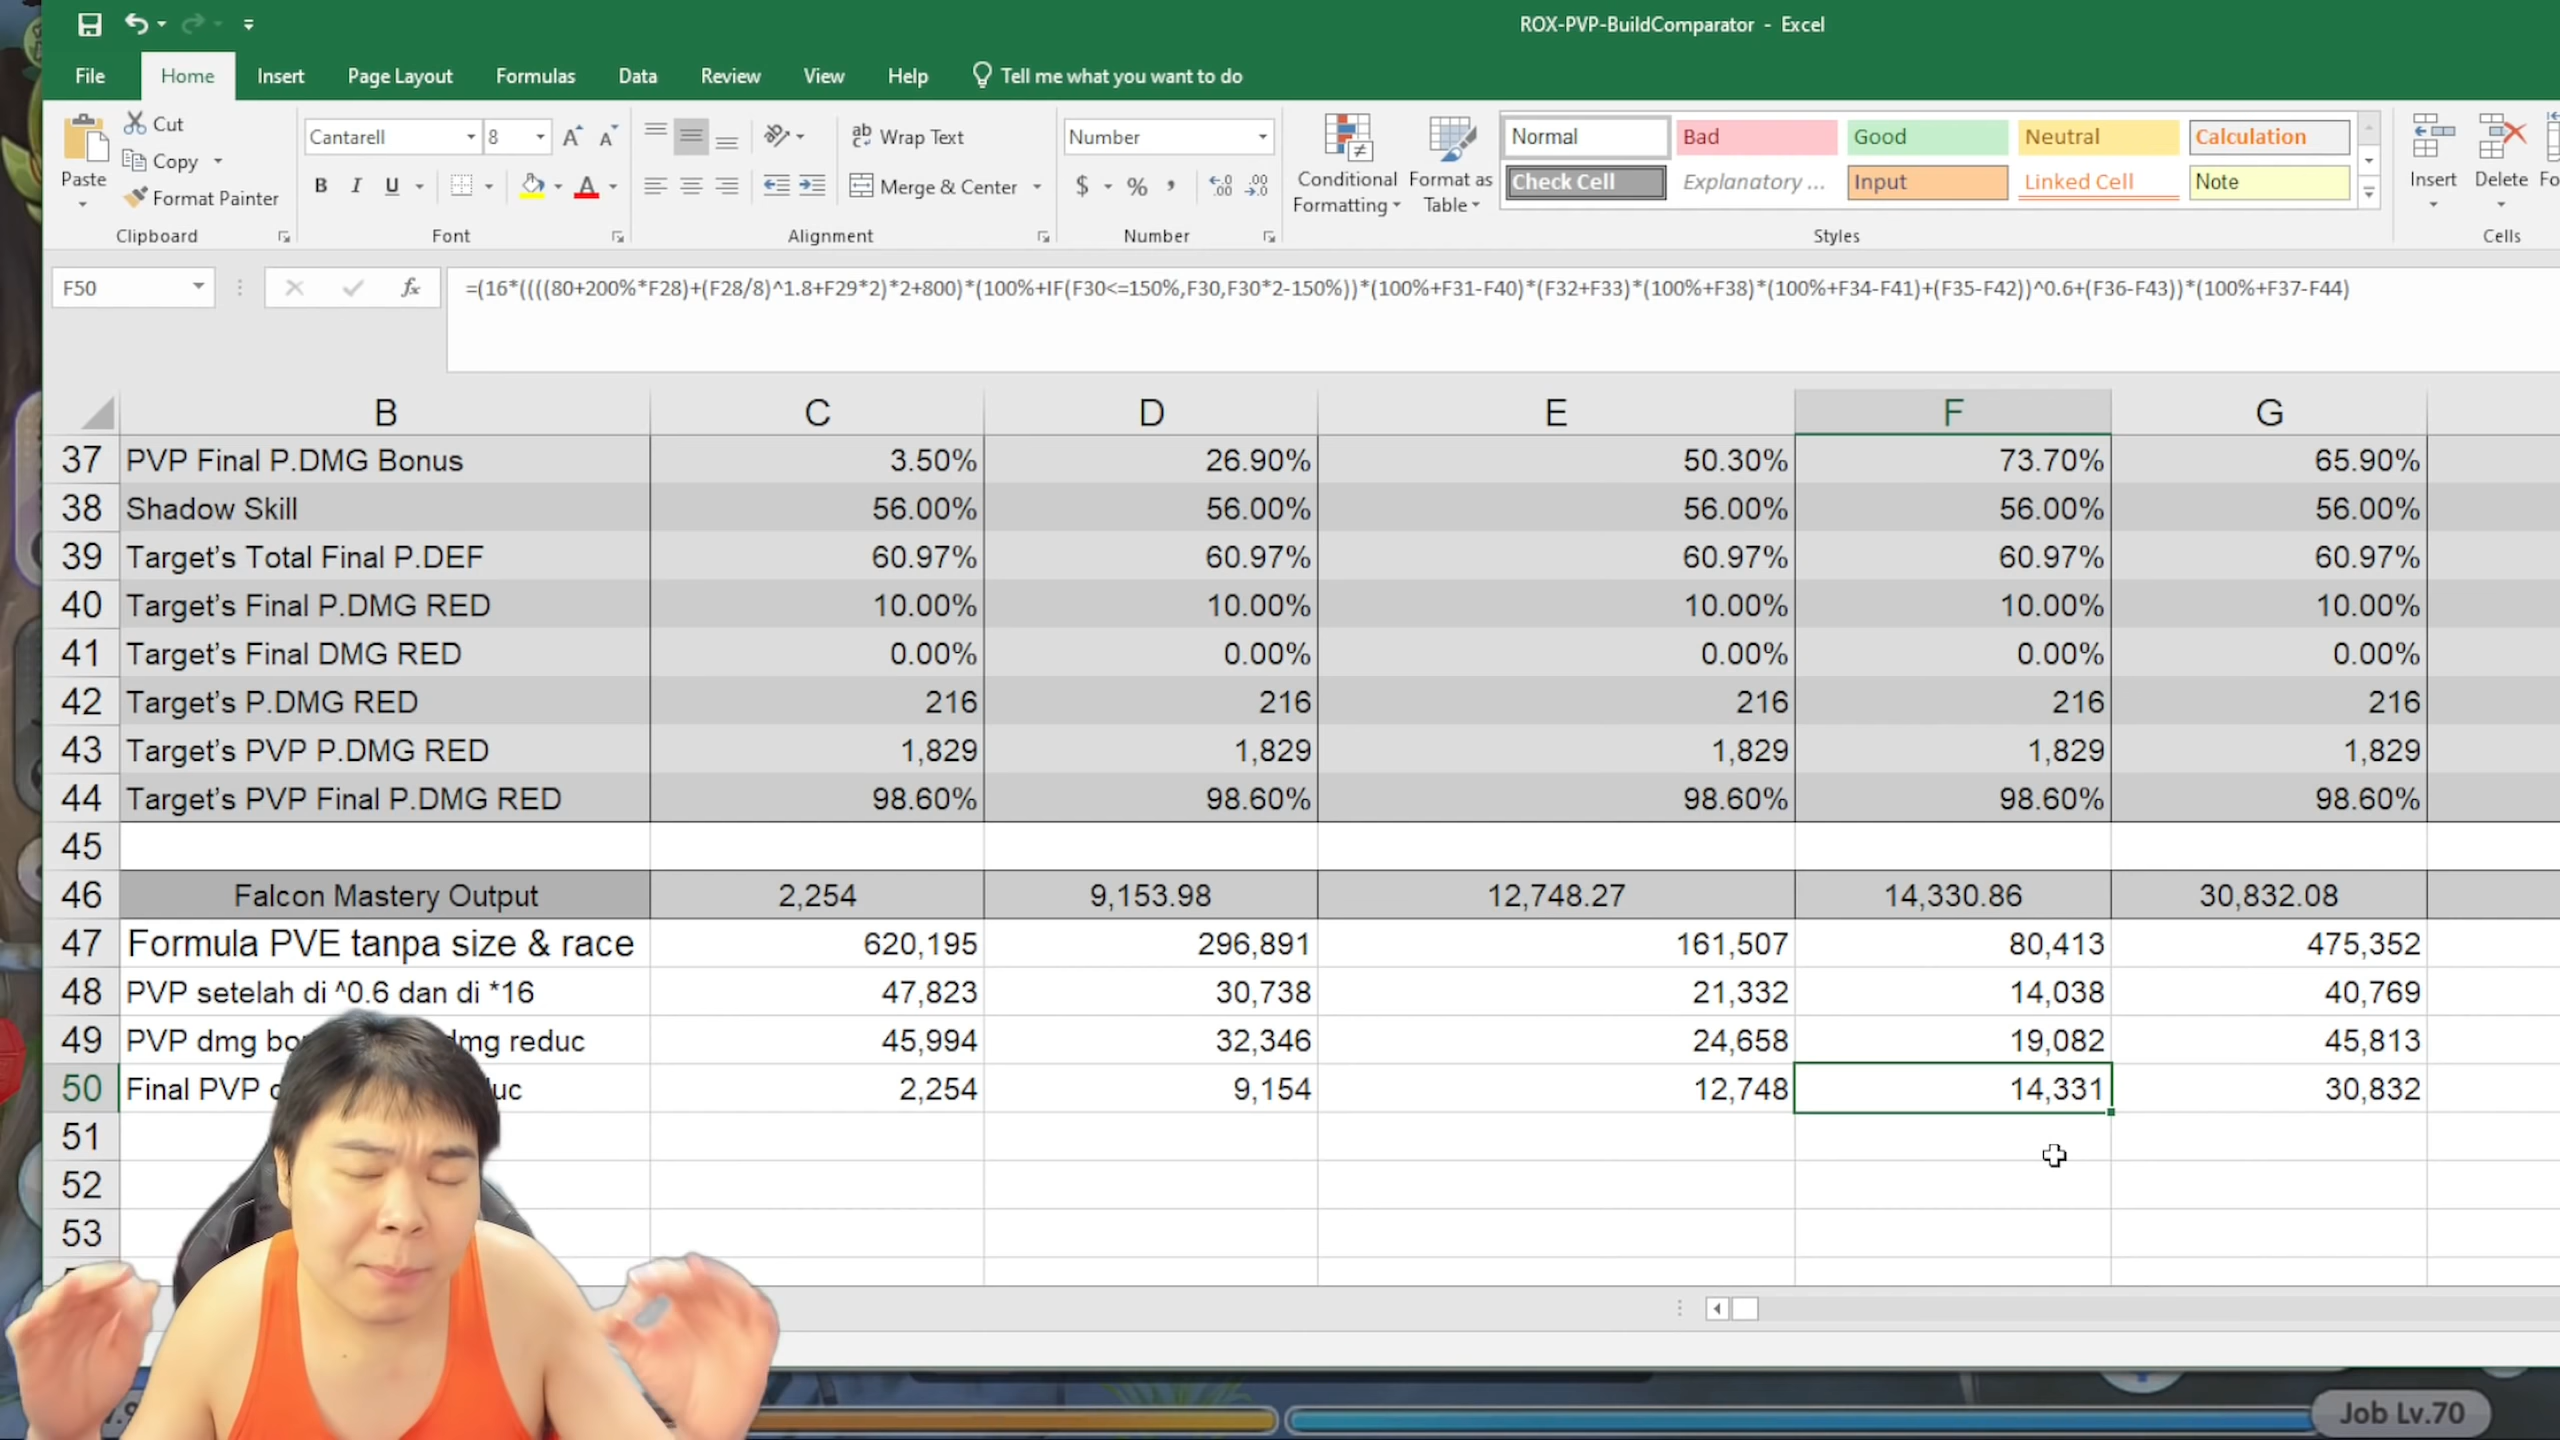 ROX-PVP-BuildComparator - Excel
File Home Insert Page Layout Formulas Data Review View Help Tell me what you want to do
Paste
Cut
Copy
Format Painter
Clipboard
Cantarell 8
B I U
Font
Wrap Text
Merge & Center
Alignment
Number
$ % ,
Number
Conditional Formatting
Format as Table
Normal Bad Good Neutral Calculation
Check Cell Explanatory ... Input Linked Cell Note
Styles
Insert Delete
Cells
F50 fx =(16*((((80+200%*F28)+(F28/8)^1.8+F29*2)*2+800)*(100%+IF(F30<=150%,F30,F30*2-150%))*(100%+F31-F40)*(F32+F33)*(100%+F38)*(100%+F34-F41)+(F35-F42))^0.6+(F36-F43))*(100%+F37-F44)
B C D E F G
37 PVP Final P.DMG Bonus 3.50% 26.90% 50.30% 73.70% 65.90%
38 Shadow Skill 56.00% 56.00% 56.00% 56.00% 56.00%
39 Target's Total Final P.DEF 60.97% 60.97% 60.97% 60.97% 60.97%
40 Target's Final P.DMG RED 10.00% 10.00% 10.00% 10.00% 10.00%
41 Target's Final DMG RED 0.00% 0.00% 0.00% 0.00% 0.00%
42 Target's P.DMG RED 216 216 216 216 216
43 Target's PVP P.DMG RED 1,829 1,829 1,829 1,829 1,829
44 Target's PVP Final P.DMG RED 98.60% 98.60% 98.60% 98.60% 98.60%
45
46 Falcon Mastery Output 2,254 9,153.98 12,748.27 14,330.86 30,832.08
47 Formula PVE tanpa size & race 620,195 296,891 161,507 80,413 475,352
48 PVP setelah di ^0.6 dan di *16 47,823 30,738 21,332 14,038 40,769
49 PVP dmg reduc 45,994 32,346 24,658 19,082 45,813
50 Final PVP 2,254 9,154 12,748 14,331 30,832
51
52
53
Job Lv.70